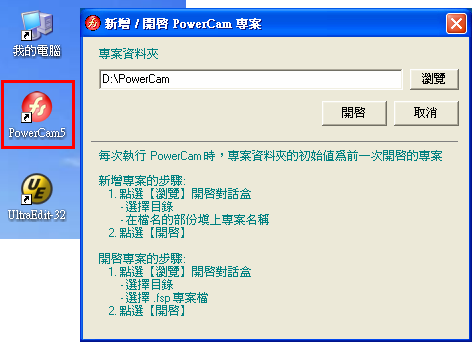 我的電腦
PowerCam5
UltraEdit-32
新增 / 開啓 PowerCam 專案
專案資料夾
D:\PowerCam
瀏覽
開啓
取消
每次執行 PowerCam 時，專案資料夾的初始值爲前一次開啓的專案
新增專案的步驟:
1. 點選【瀏覽】開啓對話盒
- 選擇目錄
- 在檔名的部份塡上專案名稱
2. 點選【開啓】
開啓專案的步驟:
1. 點選【瀏覽】開啓對話盒
- 選擇目錄
- 選擇 .fsp 專案檔
2. 點選【開啓】